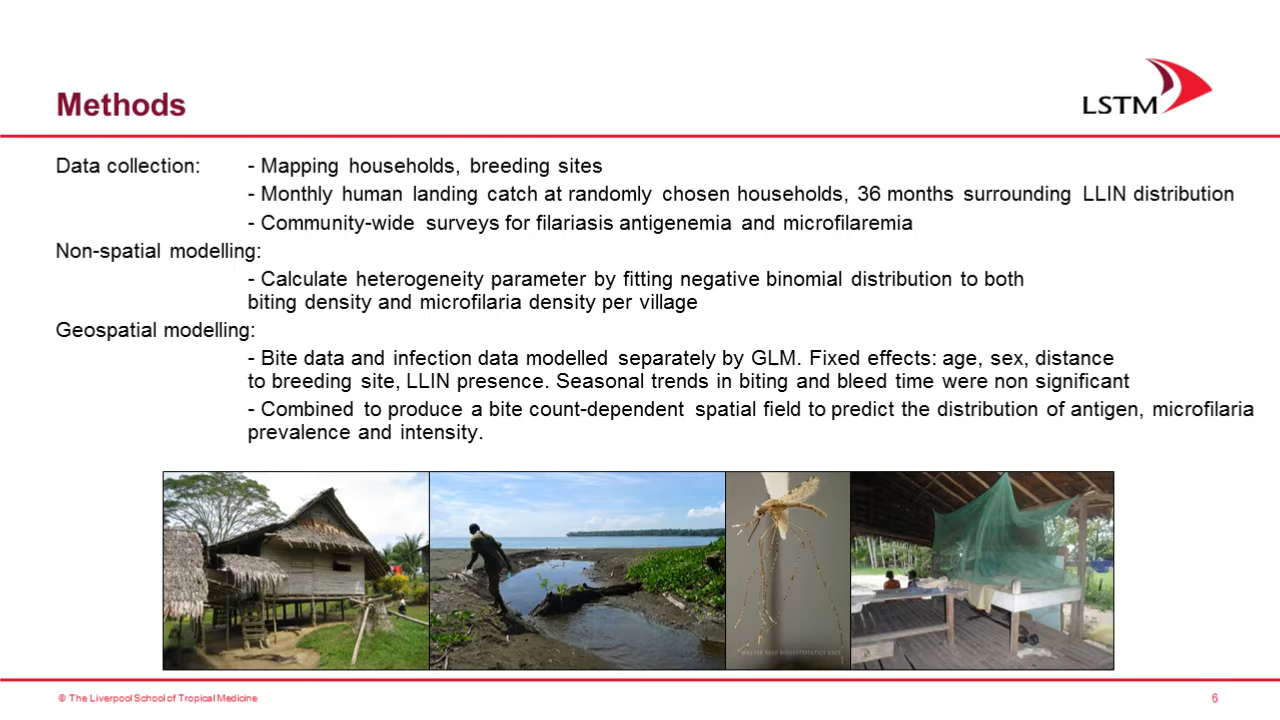 Methods
LSTM
Data collection: - Mapping households, breeding sites
- Monthly human landing catch at randomly chosen households, 36 months surrounding LLIN distribution
- Community-wide surveys for filariasis antigenemia and microfilaremia
Non-spatial modelling:
- Calculate heterogeneity parameter by fitting negative binomial distribution to both
biting density and microfilaria density per village
Geospatial modelling:
- Bite data and infection data modelled separately by GLM. Fixed effects: age, sex, distance
to breeding site, LLIN presence. Seasonal trends in biting and bleed time were non significant
- Combined to produce a bite count-dependent spatial field to predict the distribution of antigen, microfilaria
prevalence and intensity.
WALTER REED BIOSYSTEMATICS UNIT
© The Liverpool School of Tropical Medicine
6